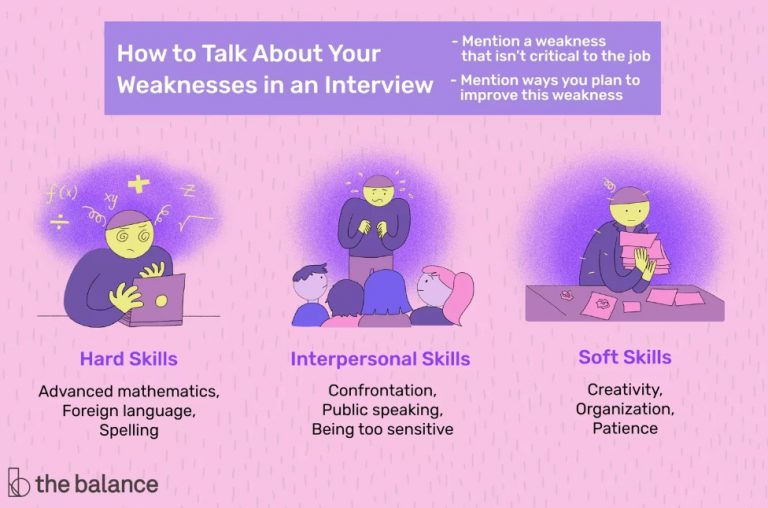 How to Talk About Your
Weaknesses in an Interview
- Mention a weakness
that isn't critical to the job
- Mention ways you plan to
improve this weakness
f(x) xy + z
÷ √
Hard Skills
Advanced mathematics,
Foreign language,
Spelling
Interpersonal Skills
Confrontation,
Public speaking,
Being too sensitive
Soft Skills
Creativity,
Organization,
Patience
the balance